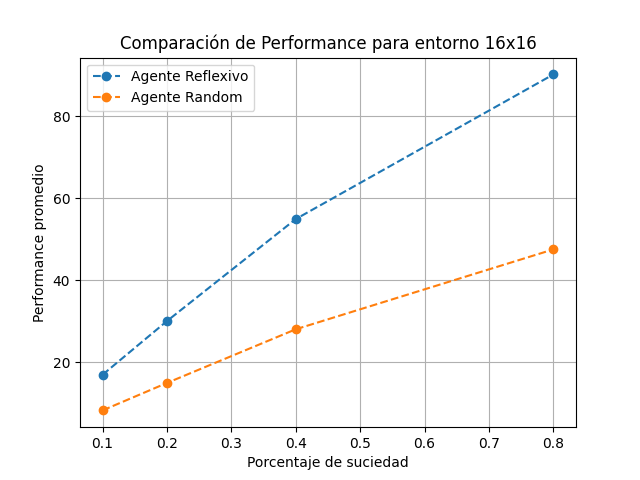 Comparación de Performance para entorno 16x16
Agente Reflexivo
Agente Random
Performance promedio
80
60
40
20
0.1 0.2 0.3 0.4 0.5 0.6 0.7 0.8
Porcentaje de suciedad